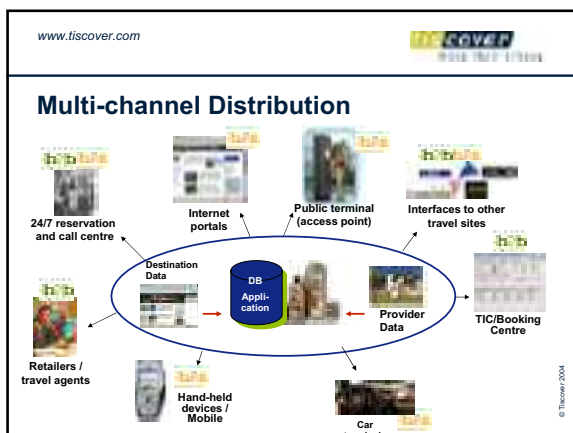 www.tiscover.com
TISCOVER
Multi-channel Distribution
24/7 reservation
and call centre
Internet
portals
Public terminal
(access point)
Interfaces to other
travel sites
Destination
Data
DB
Appli-
cation
Provider
Data
TIC/Booking
Centre
Retailers /
travel agents
Hand-held
devices /
Mobile
Car
© Tiscover 2004